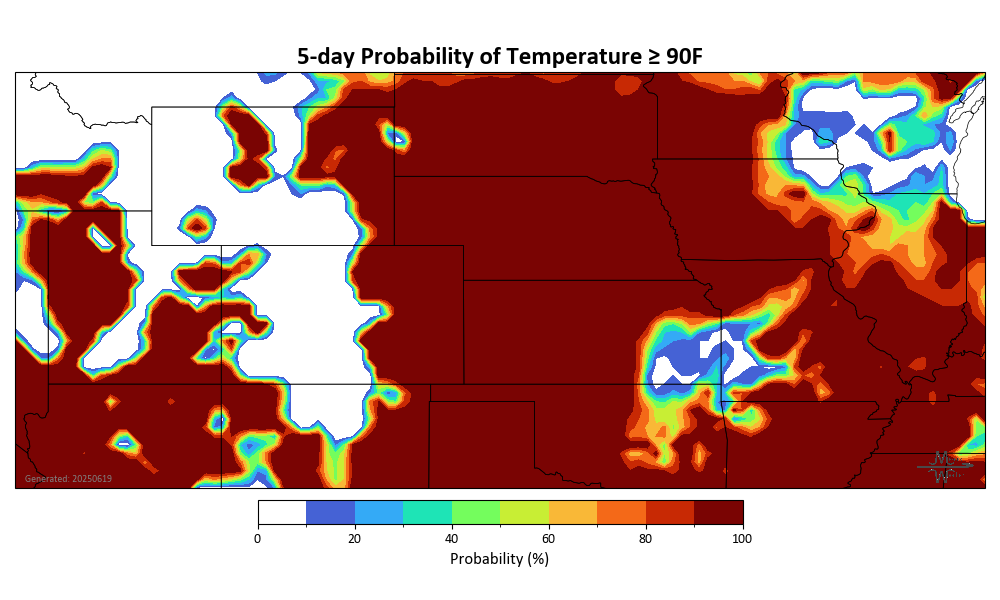 5-day Probability of Temperature ≥ 90F
Generated: 20250619
0 20 40 60 80 100
Probability (%)